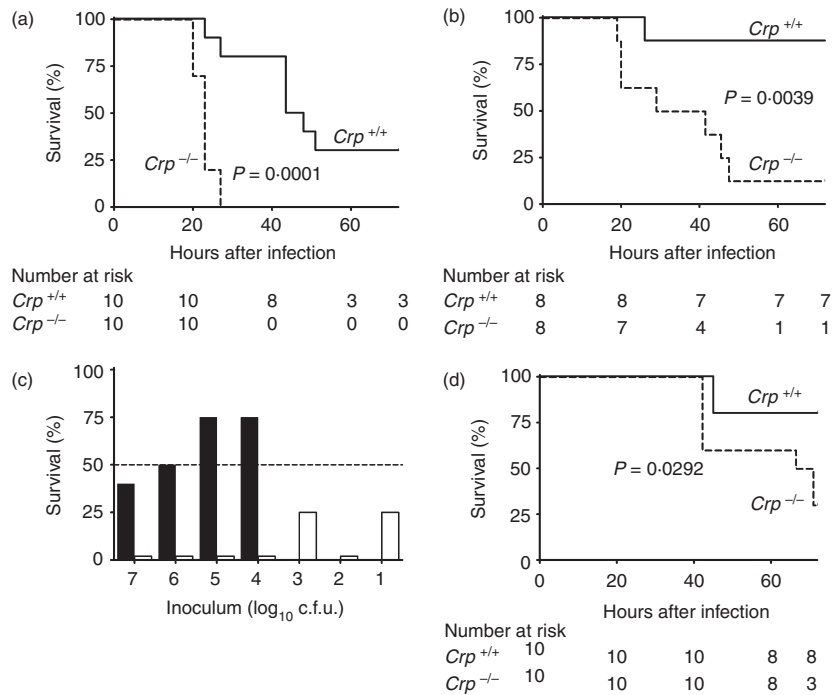 (a)
100
75
50
25
0
Survival (%)
Crp +/+
Crp −/−
P = 0·0001
0 20 40 60
Hours after infection
Number at risk
Crp +/+ 10 10 8 3 3
Crp −/− 10 10 0 0 0
(b)
100
75
50
25
0
Survival (%)
Crp +/+
P = 0·0039
Crp −/−
0 20 40 60
Hours after infection
Number at risk
Crp +/+ 8 8 7 7 7
Crp −/− 8 7 4 1 1
(c)
100
75
50
25
0
Survival (%)
7 6 5 4 3 2 1
Inoculum (log10 c.f.u.)
(d)
100
75
50
25
0
Survival (%)
Crp +/+
P = 0·0292
Crp −/−
0 20 40 60
Hours after infection
Number at risk
Crp +/+ 10 10 10 8 8
Crp −/− 10 10 10 8 3